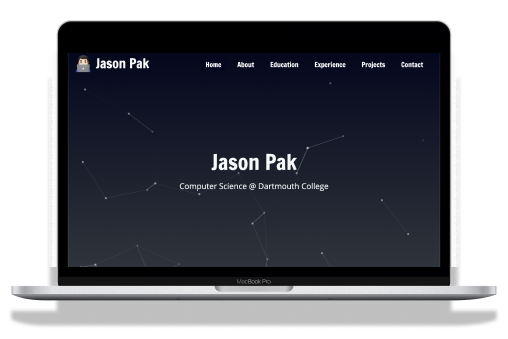 Jason Pak Home About Education Experience Projects Contact
Jason Pak
Computer Science @ Dartmouth College
MacBook Pro